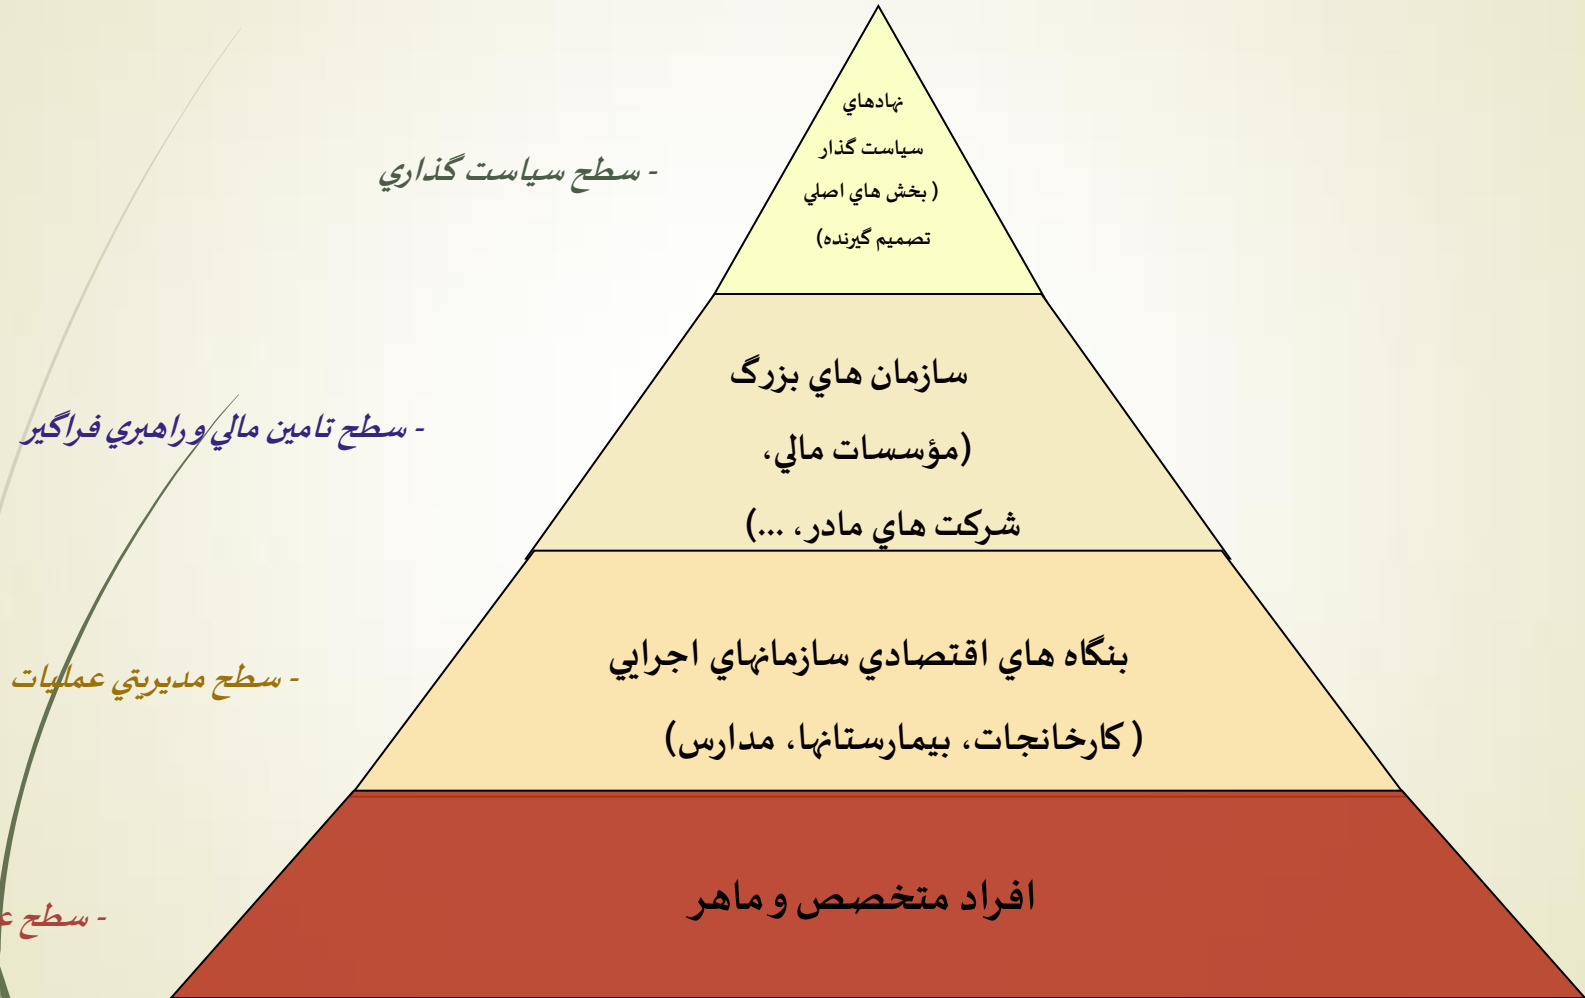 نهادهاي
سياست گذار
( بخش هاي اصلي
تصميم گيرنده)
- سطح سياست گذاري
سازمان هاي بزرگ
(مؤسسات مالي،
شركت هاي مادر، ...)
- سطح تامين مالي و راهبري فراگير
بنگاه هاي اقتصادي سازمانهاي اجرايي
( كارخانجات، بيمارستانها، مدارس)
- سطح مديريتي عمليات
افراد متخصص و ماهر
- سطح